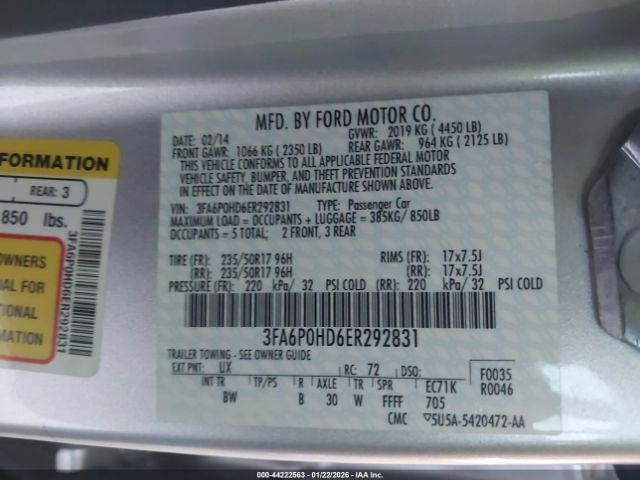 MFD. BY FORD MOTOR CO.
DATE: 02/14 GVWR: 2019 KG ( 4450 LB)
FRONT GAWR: 1066 KG ( 2350 LB) REAR GAWR: 964 KG ( 2125 LB)
THIS VEHICLE CONFORMS TO ALL APPLICABLE FEDERAL MOTOR
VEHICLE SAFETY, BUMPER, AND THEFT PREVENTION STANDARDS
IN EFFECT ON THE DATE OF MANUFACTURE SHOWN ABOVE.
VIN: 3FA6P0HD6ER292831 TYPE: Passenger Car
MAXIMUM LOAD = OCCUPANTS + LUGGAGE = 385KG/ 850LB
OCCUPANTS = 5 TOTAL; 2 FRONT, 3 REAR
TIRE (FR): 235/50R17 96H RIMS (FR): 17x7.5J
(RR): 235/50R17 96H (RR): 17x7.5J
PRESSURE (FR): 220 kPa/ 32 PSI COLD (RR): 220 kPa/ 32 PSI COLD
3FA6P0HD6ER292831
TRAILER TOWING - SEE OWNER GUIDE
EXT PNT: UX RC: 72 DSO: F0035
INT TR TP/PS R AXLE TR SPR EC71K R0046
BW B 30 W FFFF 705
CMC 5U5A-5420472-AA
FORMATION
REAR: 3
850 lbs.
OWNERS
UAL FOR
TIONAL
RMATION
3FA6P0HD6ER292831
000-44222563 - 01/22/2026 - IAA Inc.